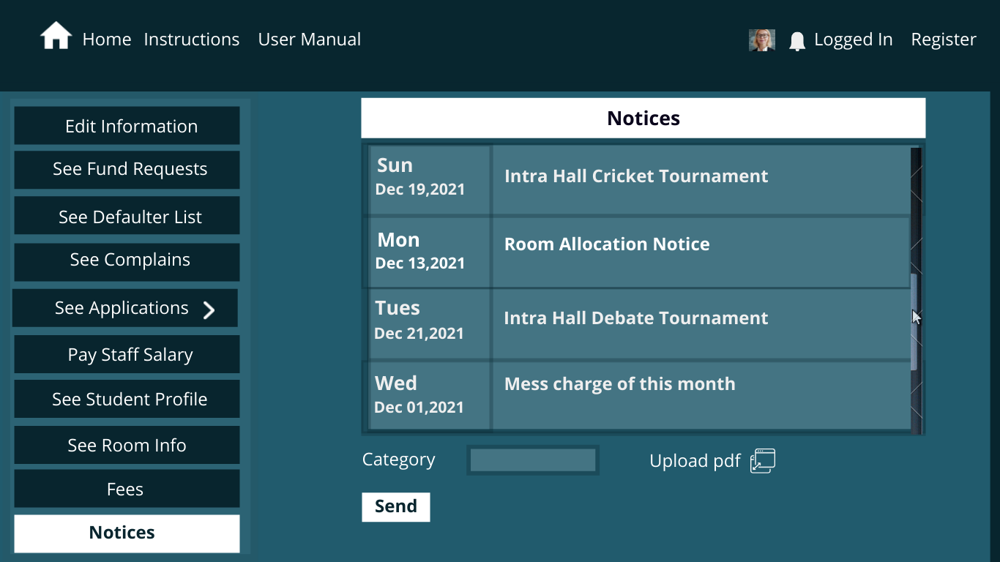 Home Instructions User Manual Logged In Register
Edit Information
See Fund Requests
See Defaulter List
See Complains
See Applications
Pay Staff Salary
See Student Profile
See Room Info
Fees
Notices
Notices
Sun
Dec 19,2021
Intra Hall Cricket Tournament
Mon
Dec 13,2021
Room Allocation Notice
Tues
Dec 21,2021
Intra Hall Debate Tournament
Wed
Dec 01,2021
Mess charge of this month
Category
Upload pdf
Send